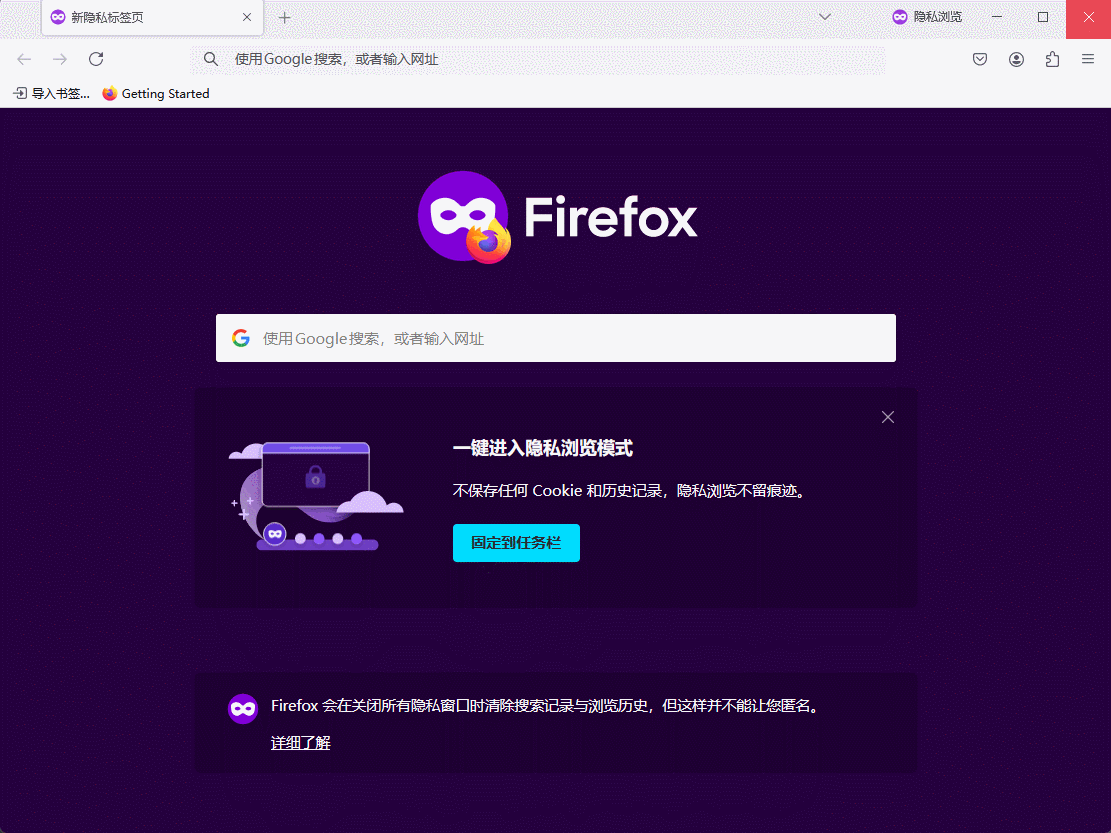 新隐私标签页
隐私浏览
使用Google搜索，或者输入网址
导入书签...
Getting Started
Firefox
使用Google搜索，或者输入网址
一键进入隐私浏览模式
不保存任何 Cookie 和历史记录，隐私浏览不留痕迹。
固定到任务栏
Firefox 会在关闭所有隐私窗口时清除搜索记录与浏览历史，但这样并不能让您匿名。
详细了解